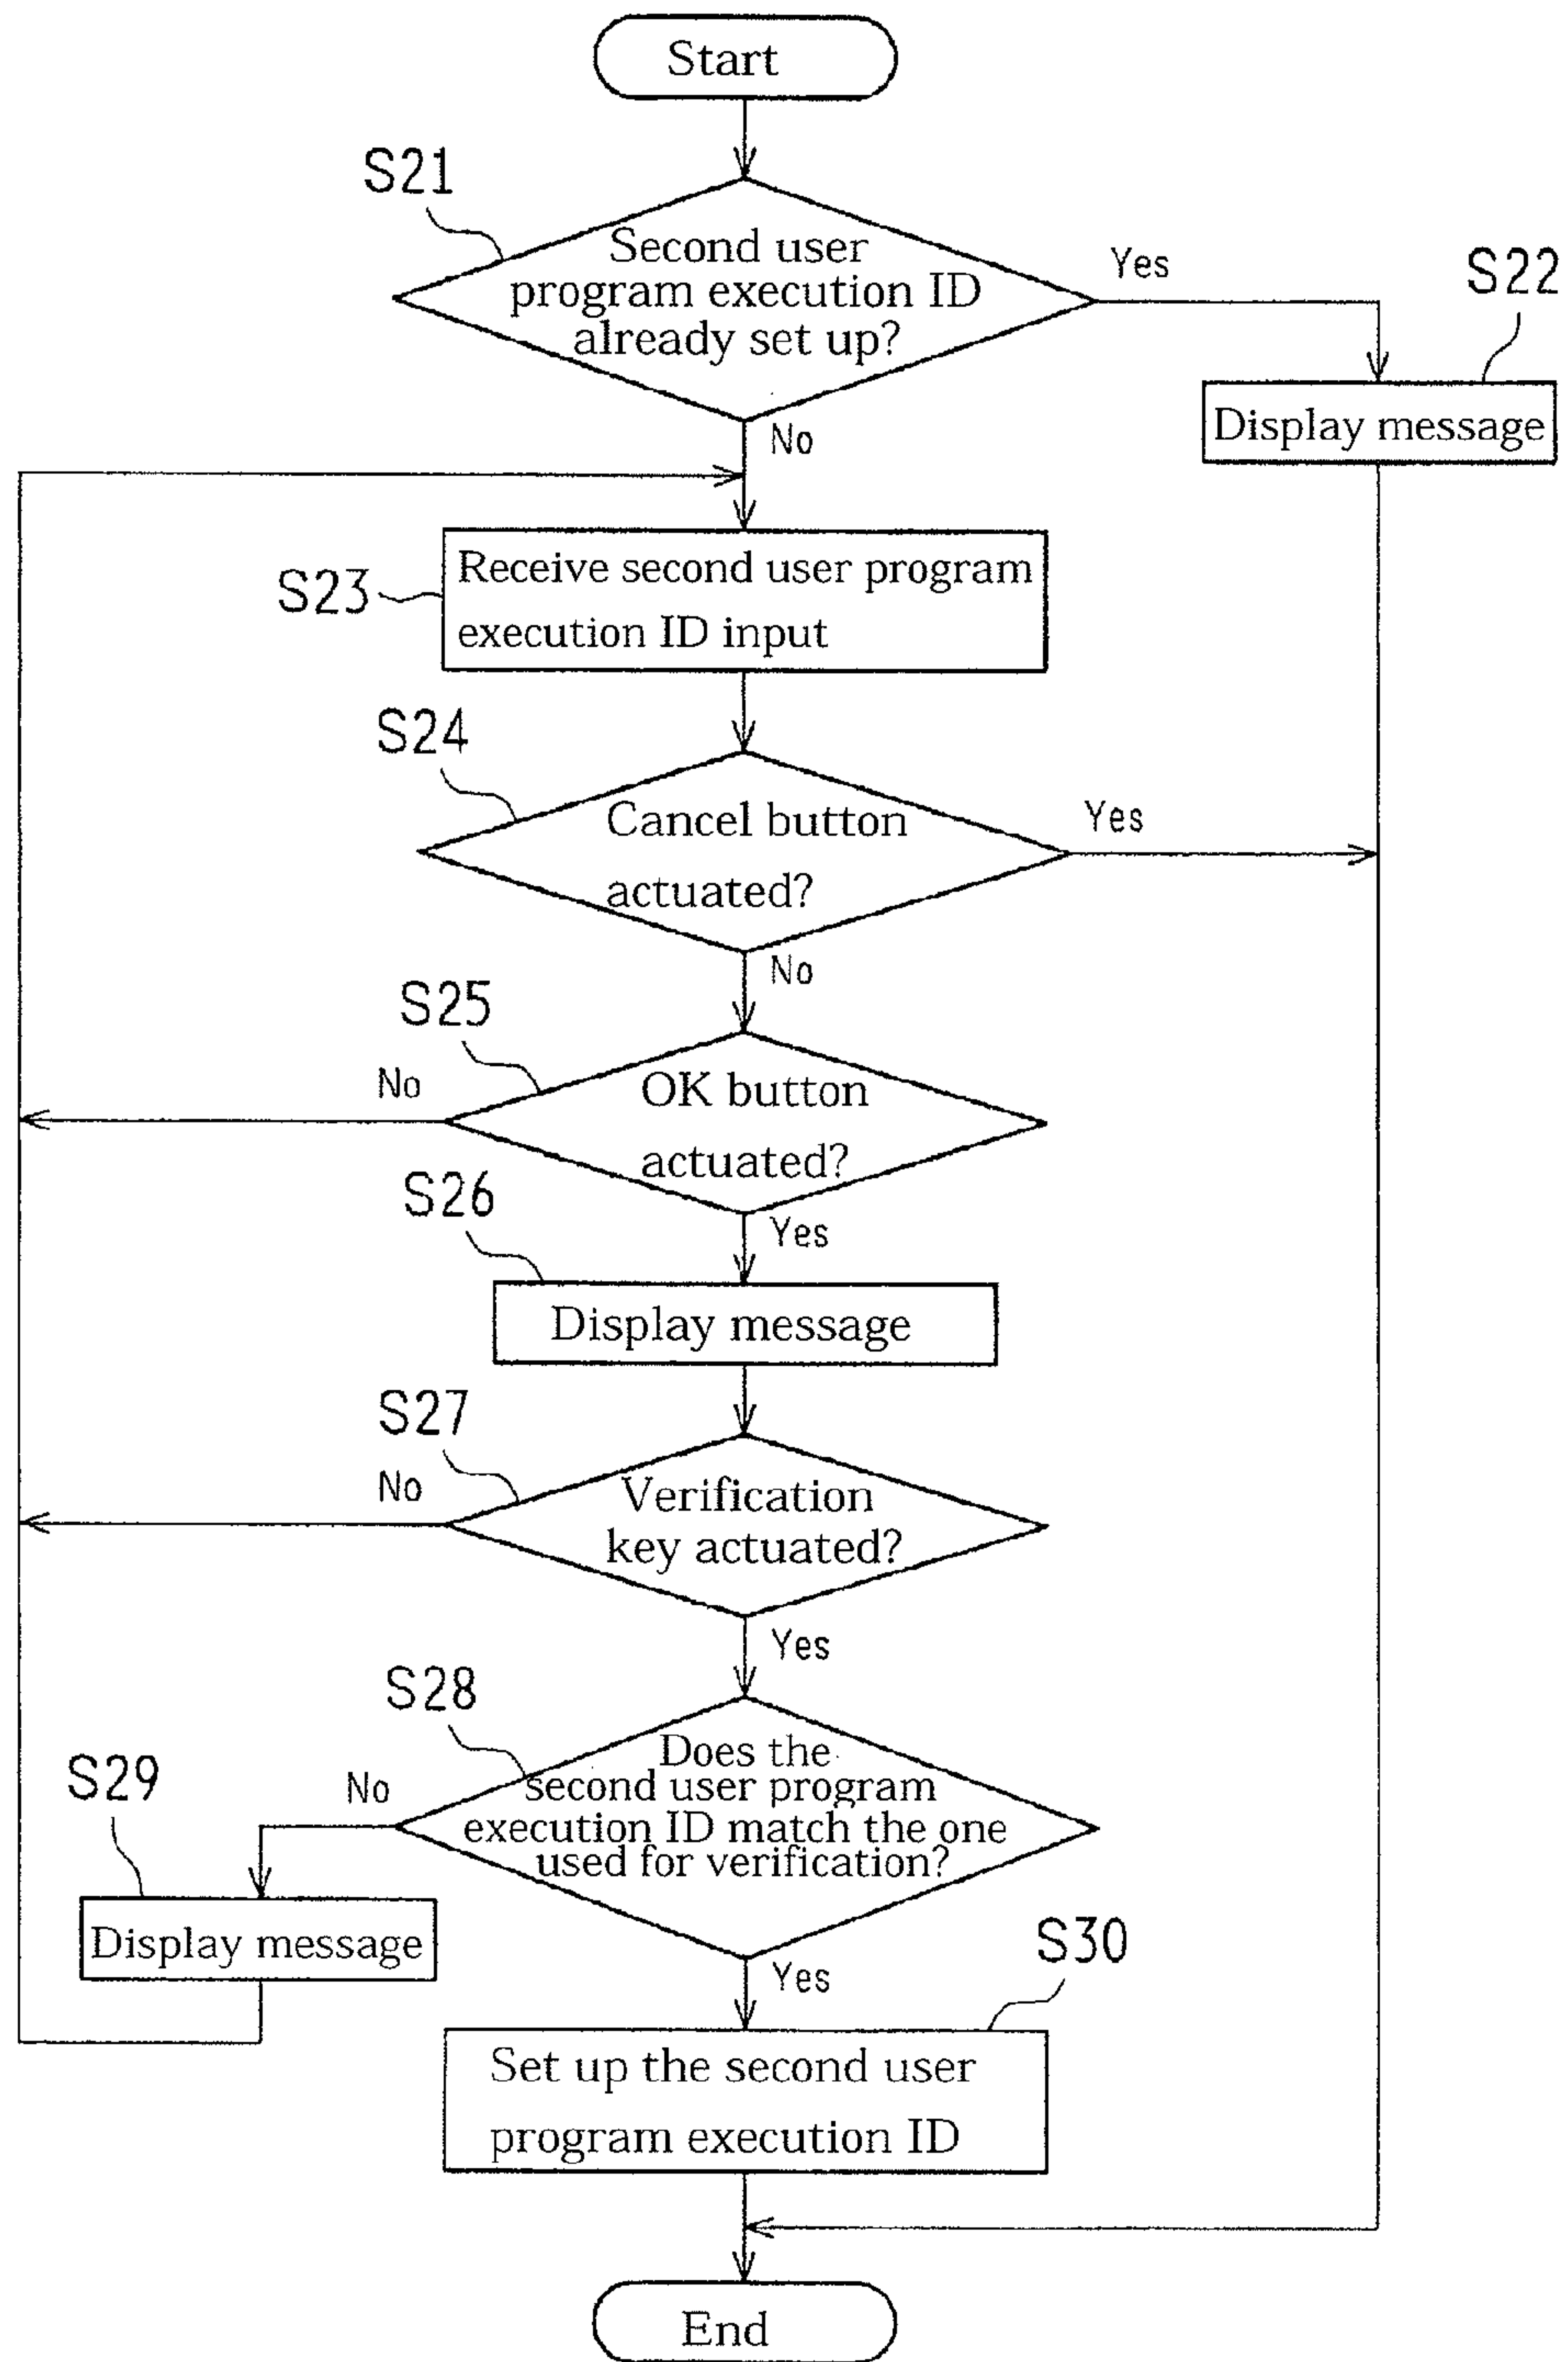 Start
S21
Second user
program execution ID
already set up?
Yes
S22
Display message
No
S23
Receive second user program
execution ID input
S24
Cancel button
actuated?
Yes
No
S25
No
OK button
actuated?
S26
Yes
Display message
S27
No
Verification
key actuated?
Yes
S28
Does the
second user program
execution ID match the one
used for verification?
No
S29
Display message
Yes
S30
Set up the second user
program execution ID
End